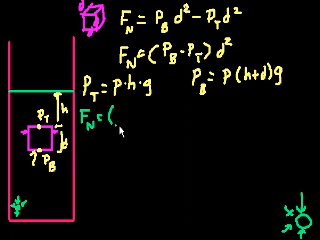 d
F_N = P_B d² - P_T d²
F_N = (P_B - P_T) d²
P_T = ρ·h·g
P_B = ρ(h+d)g
F_N = (
h
P_T
d
P_B